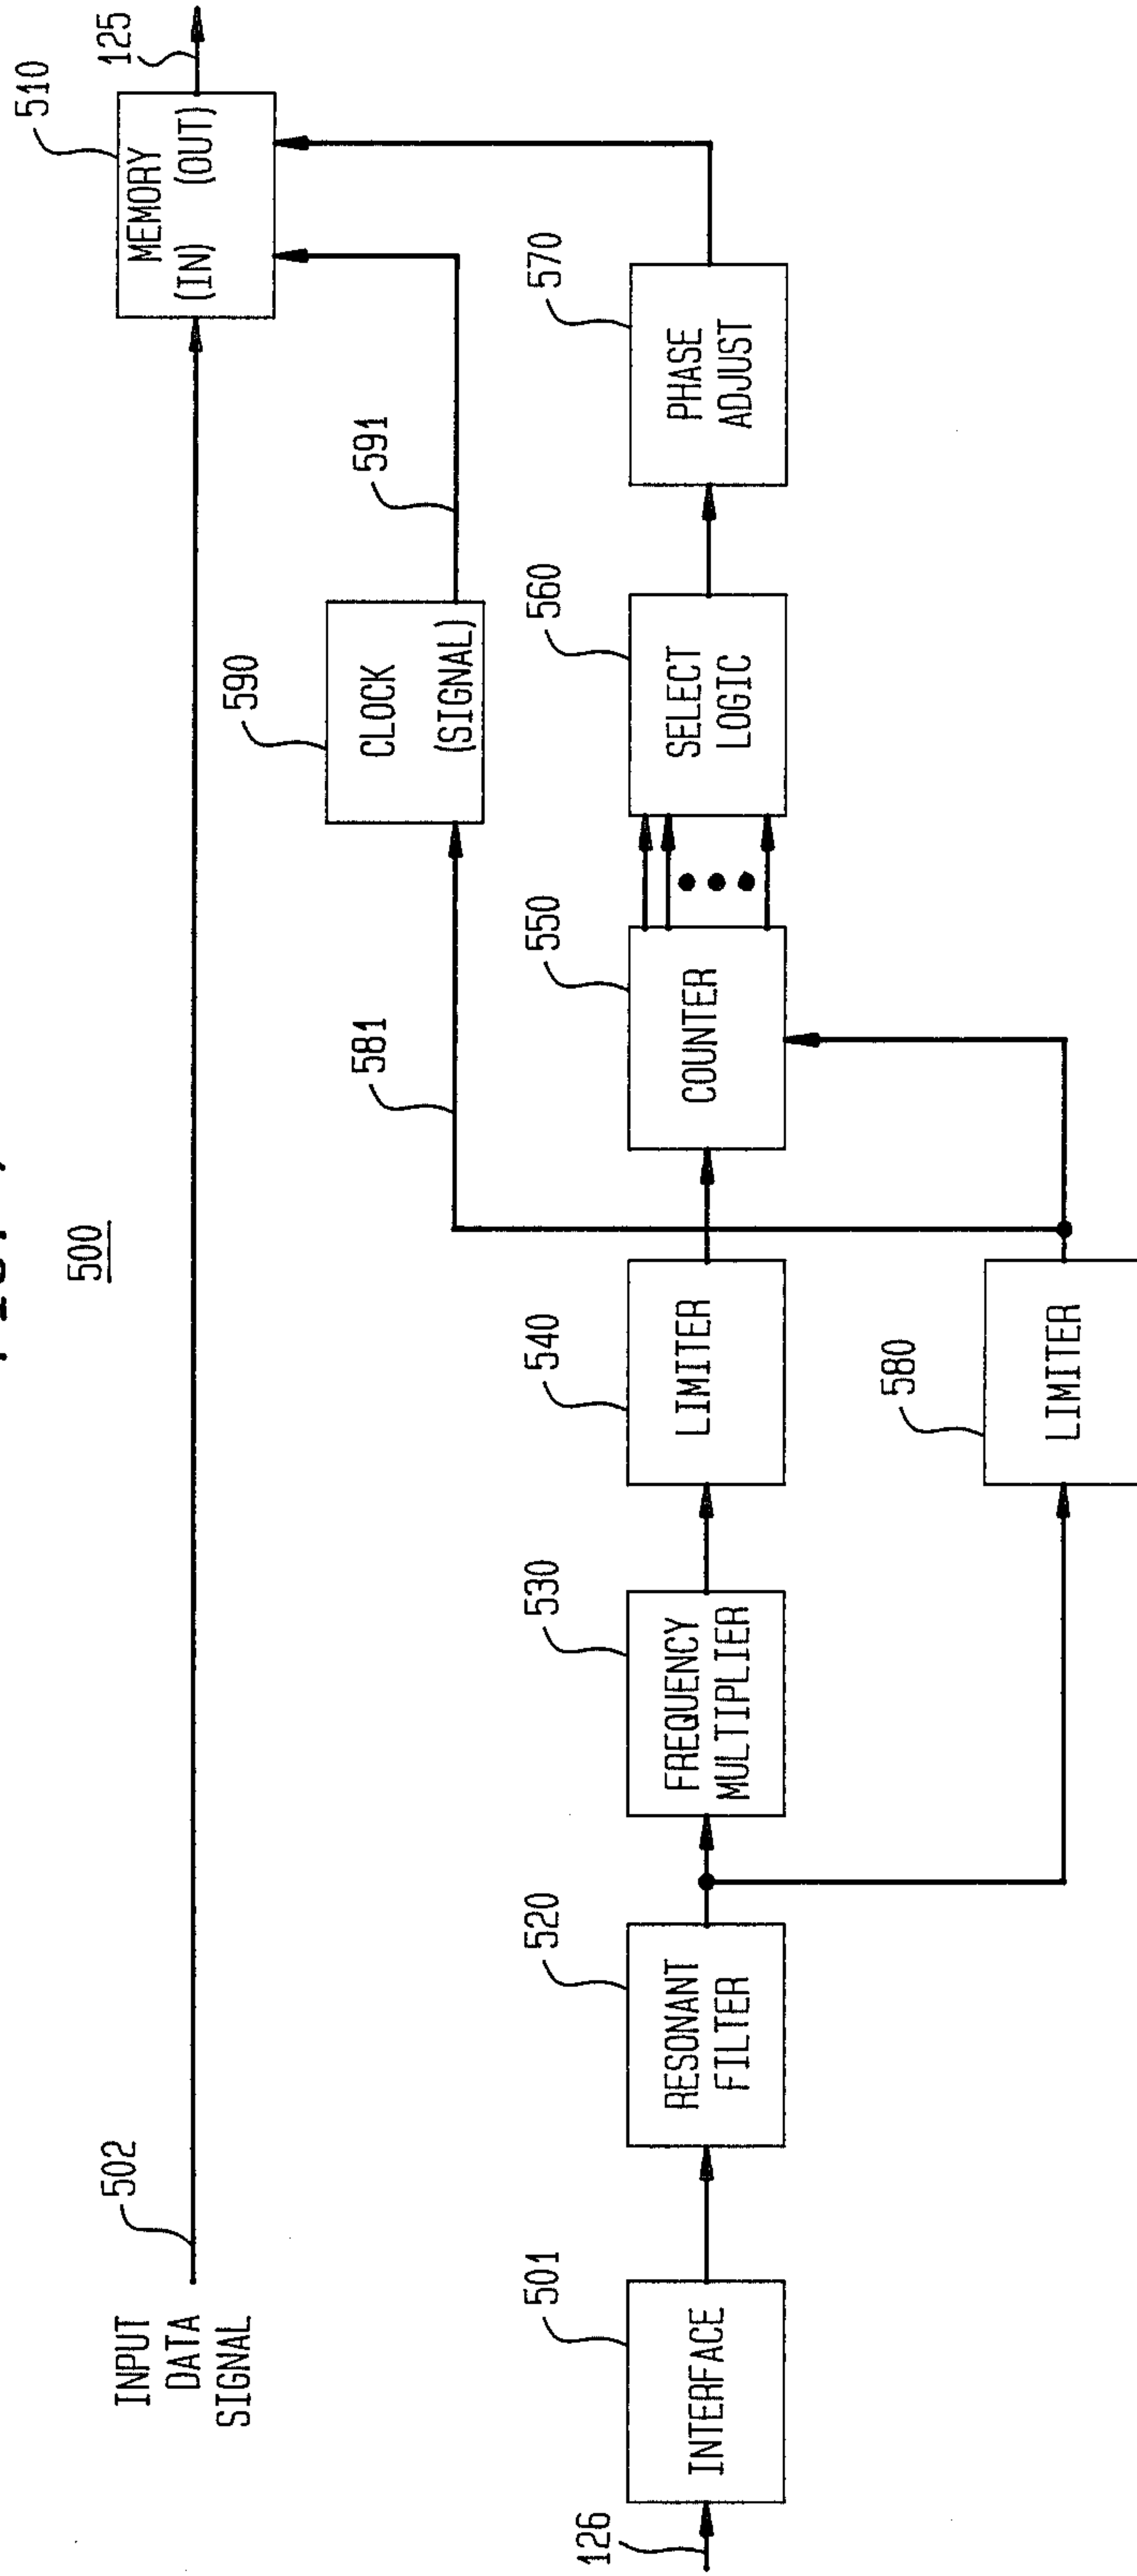 500
INPUT
DATA
SIGNAL
502
510
MEMORY
(IN) (OUT)
125
590
CLOCK
(SIGNAL)
591
581
126
501
INTERFACE
520
RESONANT
FILTER
530
FREQUENCY
MULTIPLIER
540
LIMITER
550
COUNTER
560
SELECT
LOGIC
570
PHASE
ADJUST
580
LIMITER